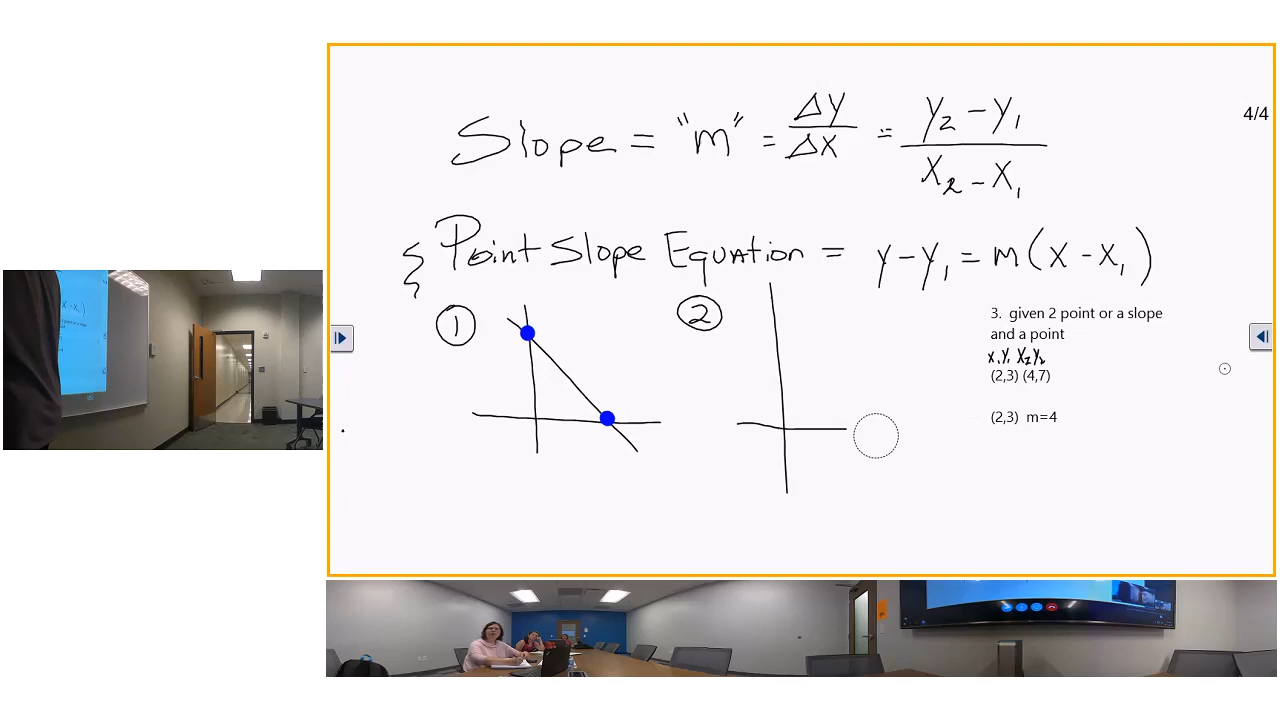 Slope = "m" = ΔY/ΔX = Y2 - Y1 / X2 - X1
4/4
{ Point Slope Equation = Y - Y1 = m(X - X1)
① ②
3. given 2 point or a slope
and a point
X1 Y1 X2 Y2
(2,3) (4,7)
(2,3) m=4